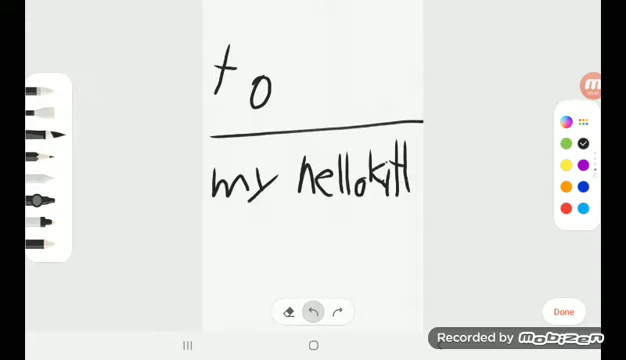 to
my hellokitt
Done
Recorded by
mobizen